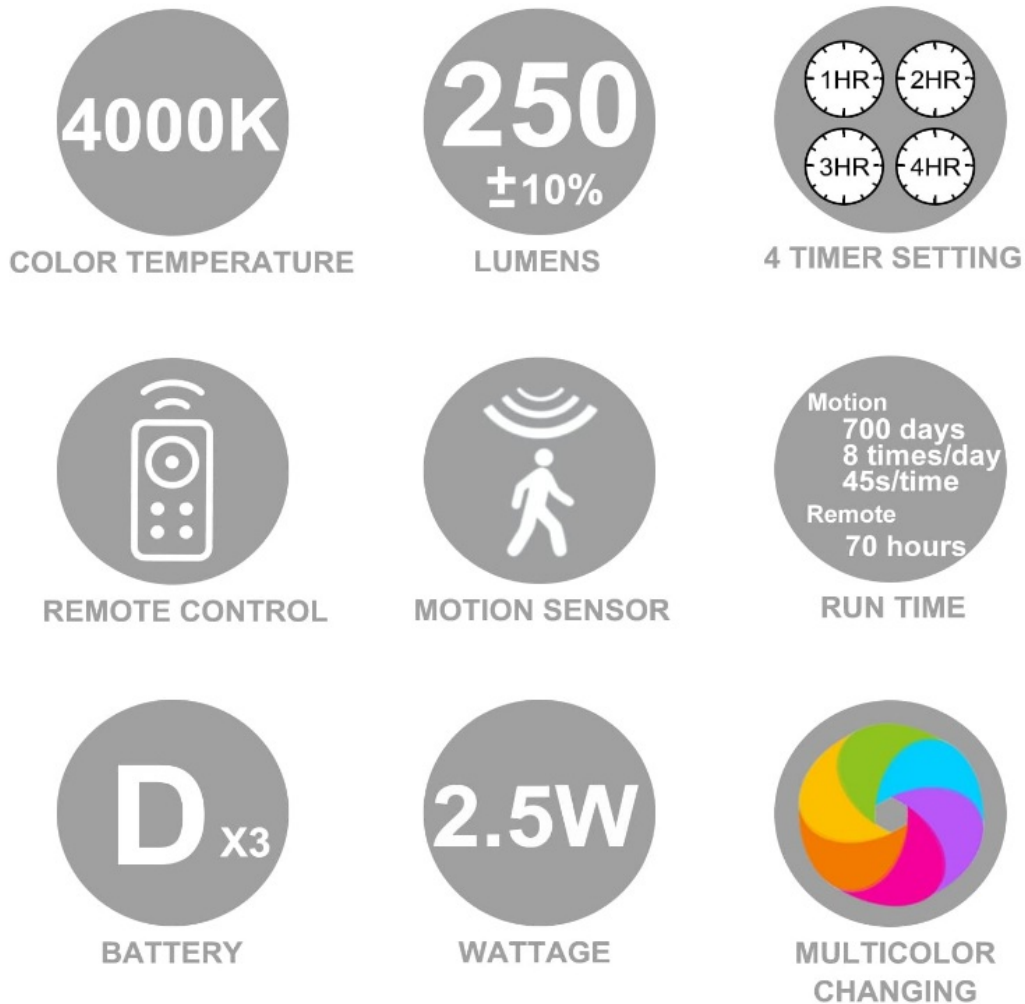 4000K
COLOR TEMPERATURE
250
±10%
LUMENS
1HR
2HR
3HR
4HR
4 TIMER SETTING
REMOTE CONTROL
MOTION SENSOR
Motion
700 days
8 times/day
45s/time
Remote
70 hours
RUN TIME
D X3
BATTERY
2.5W
WATTAGE
MULTICOLOR
CHANGING